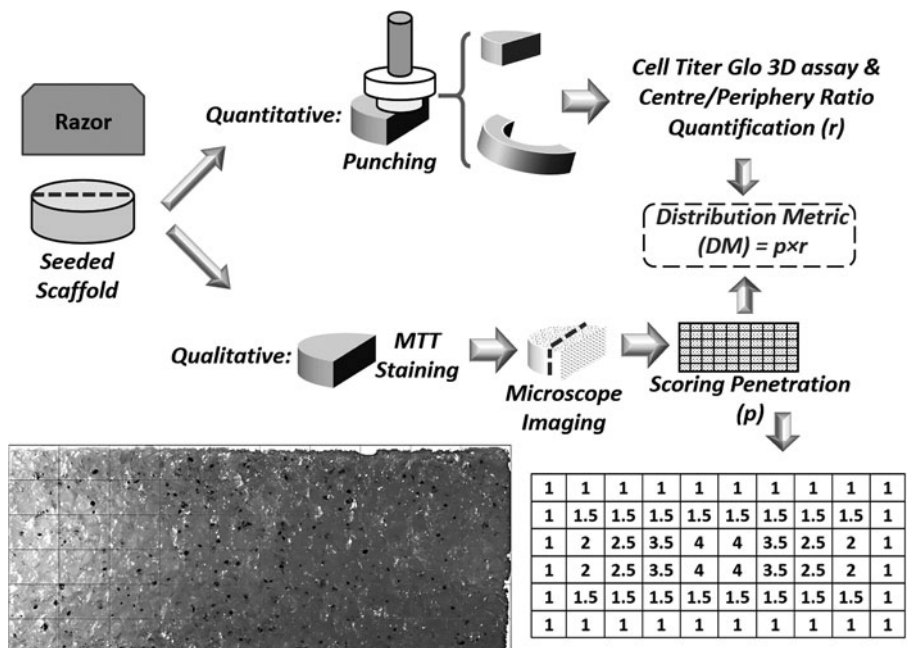 Razor
Seeded
Scaffold
Quantitative:
Punching
Cell Titer Glo 3D assay &
Centre/Periphery Ratio
Quantification (r)
Distribution Metric
(DM) = p×r
Qualitative:
MTT
Staining
Microscope
Imaging
Scoring Penetration
(p)
1 1 1 1 1 1 1 1 1
1 1.5 1.5 1.5 1.5 1.5 1.5 1.5 1
1 2 2.5 3.5 4 4 3.5 2.5 2 1
1 2 2.5 3.5 4 4 3.5 2.5 2 1
1 1.5 1.5 1.5 1.5 1.5 1.5 1.5 1.5 1
1 1 1 1 1 1 1 1 1 1